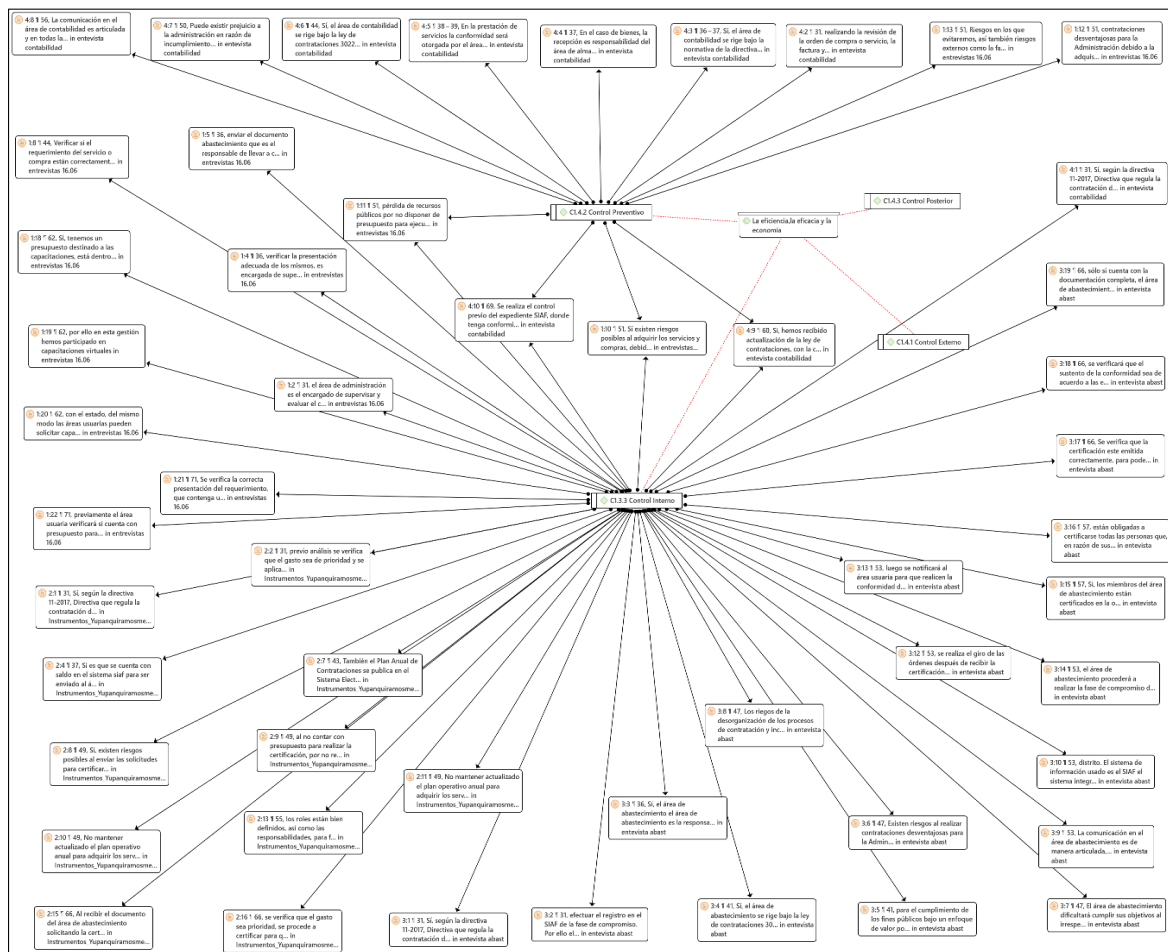 4:8 ¶ 56, La comunicación en el
área de contabilidad es articulada
y en todas la... in entevista
contabilidad
4:7 ¶ 50, Puede existir prejuicio a
la administración en razón de
incumplimiento... in entevista
contabilidad
4:6 ¶ 44, Sí, el área de contabilidad
se rige bajo la ley de
contrataciones 3022... in entevista
contabilidad
4:5 ¶ 38 – 39, En la prestación de
servicios la conformidad será
otorgada por el área... in
entevista contabilidad
4:4 ¶ 37, En el caso de bienes, la
recepción es responsabilidad del
área de alma... in entevista
contabilidad
4:3 ¶ 36 – 37, Sí, el área de
contabilidad se rige bajo la
normativa de la directiva... in
entevista contabilidad
4:2 ¶ 31, realizando la revisión de
la orden de compra o servicio, la
factura y... in entevista
contabilidad
1:13 ¶ 51, Riesgos en los que
evitaremos, así también riesgos
externos como la fa... in
entrevistas 16.06
1:12 ¶ 51, contrataciones
desventajosas para la
Administración debido a la
adquis... in entrevistas 16.06
1:8 ¶ 44, Verificar si el
requerimiento del servicio o
compra están correctament... in
entrevistas 16.06
1:5 ¶ 36, enviar el documento
abastecimiento que es el
responsable de llevar a c... in
entrevistas 16.06
4:1 ¶ 31, Sí, según la directiva
11-2017, Directiva que regula la
contratación d... in entevista
contabilidad
1:11 ¶ 51, pérdida de recursos
públicos por no disponer de
presupuesto para ejecu...
in entrevistas 16.06
C1.4.2 Control Preventivo
C1.4.3 Control Posterior
La eficiencia,la eficacia y la
economía
1:18 ¶ 62, Sí, tenemos un
presupuesto destinado a las
capacitaciones, está dentro...
in entrevistas 16.06
1:4 ¶ 36, verificar la presentación
adecuada de los mismos, es
encargada de supe... in
entrevistas 16.06
3:19 ¶ 66, sólo si cuenta con la
documentación completa, el área
de abastecimient... in entevista
abast
4:10 ¶ 69, Se realiza el control
previo del expediente SIAF, donde
tenga conformi... in entevista
contabilidad
1:10 ¶ 51, Sí existen riesgos
posibles al adquirir los servicios y
compras, debid... in entrevistas...
16.06
4:9 ¶ 60, Si, hemos recibido
actualización de la ley de
contrataciones, con la c... in
entevista contabilidad
C1.4.1 Control Externo
1:19 ¶ 62, por ello en esta gestión
hemos participado en
capacitaciones virtuales in
entrevistas 16.06
3:18 ¶ 66, se verificará que el
sustento de la conformidad sea de
acuerdo a las e... in entevista abast
1:2 ¶ 31, el área de administración
es el encargado de supervisar y
evaluar el c... in entrevistas 16.06
1:20 ¶ 62, con el estado, del mismo
modo las áreas usuarias pueden
solicitar capa... in entrevistas 16.06
3:17 ¶ 66, Se verifica que la
certificación este emitida
correctamente, para pode... in
entevista abast
1:21 ¶ 71, Se verifica la correcta
presentación del requerimiento,
que contenga u... in entrevistas
16.06
C1.3.3 Control Interno
1:22 ¶ 71, previamente el área
usuaria verificará si cuenta con
presupuesto para... in entrevistas
16.06
3:16 ¶ 57, están obligadas a
certificarse todas las personas que,
en razón de sus... in entevista
abast
2:2 ¶ 31, previo análisis se verifica
que el gasto sea de prioridad y se
aplica... in
Instrumentos_Yupanquiramosme...
3:13 ¶ 53, luego se notificará al
área usuaria para que realicen la
conformidad d... in entevista abast
3:15 ¶ 57, Sí, los miembros del área
de abastecimiento están
certificados en la o... in entevista
abast
2:1 ¶ 31, Sí, según la directiva
11-2017, Directiva que regula la
contratación d... in
Instrumentos_Yupanquiramosme...
2:7 ¶ 43, También el Plan Anual de
Contrataciones se publica en el
Sistema Elect... in
Instrumentos_Yupanquiramosme...
3:12 ¶ 53, se realiza el giro de las
órdenes después de recibir la
certificación... in entevista abast
2:4 ¶ 37, Si es que se cuenta con
saldo en el sistema siaf para ser
enviado al á... in
Instrumentos_Yupanquiramosme...
3:14 ¶ 53, el área de
abastecimiento procederá a
realizar la fase de compromiso d...
in entevista abast
3:8 ¶ 47, Los riegos de la
desorganización de los procesos
de contratación y inc... in entevista
abast
2:9 ¶ 49, al no contar con
presupuesto para realizar la
certificación, por no re... in
Instrumentos_Yupanquiramosme...
2:8 ¶ 49, Sí, existen riesgos
posibles al enviar las solicitudes
para certificar... in
Instrumentos_Yupanquiramosme...
2:11 ¶ 49, No mantener
actualizado el plan operativo
anual para adquirir los serv... in
Instrumentos_Yupanquiramosme...
3:10 ¶ 53, distrito. El sistema de
información usado es el SIAF el
sistema integr... in entevista abast
3:3 ¶ 36, Sí, el área de
abastecimiento el área de
abastecimiento es la responsa... in
entevista abast
2:13 ¶ 55, los roles están bien
definidos, así como las
responsabilidades, para f... in
Instrumentos_Yupanquiramosme...
3:6 ¶ 47, Existen riesgos al realizar
contrataciones desventajosas para
la Admin... in entevista abast
2:10 ¶ 49, No mantener
actualizado el plan operativo
anual para adquirir los serv... in
Instrumentos_Yupanquiramosme...
3:9 ¶ 53, La comunicación en el
área de abastecimiento es de
manera articulada,... in entevista
abast
2:15 ¶ 66, Al recibir el documento
del área de abastecimiento
solicitando la cert... in
Instrumentos_Yupanquiramosme...
2:16 ¶ 66, se verifica que el gasto
sea prioridad, se procede a
certificar para q... in
Instrumentos_Yupanquiramosme...
3:1 ¶ 31, Sí, según la directiva
11-2017, Directiva que regula la
contratación d... in entevista abast
3:2 ¶ 31, efectuar el registro en el
SIAF de la fase de compromiso.
Por ello el... in entevista abast
3:4 ¶ 41, Sí, el área de
abastecimiento se rige bajo la ley
de contrataciones 30... in
entevista abast
3:5 ¶ 41, para el cumplimiento de
los fines públicos bajo un enfoque
de valor po... in entevista abast
3:7 ¶ 47, El área de abastecimiento
dificultará cumplir sus objetivos al
irrespe... in entevista abast